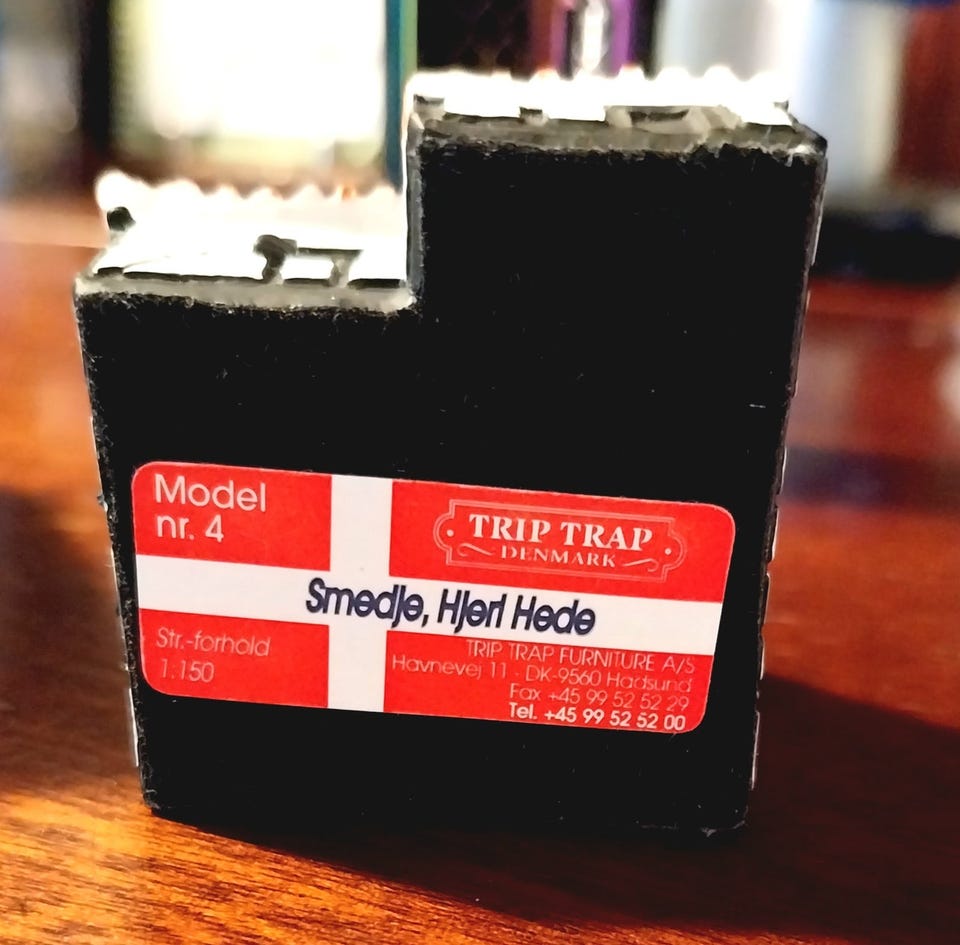 Model
nr. 4
TRIP TRAP
DENMARK
Smedje, Hjerl Hede
Str.-forhold
1:150
TRIP TRAP FURNITURE A/S
Havnevej 11 · DK-9560 Hadsund
Fax +45 99 52 52 29
Tel. +45 99 52 52 00